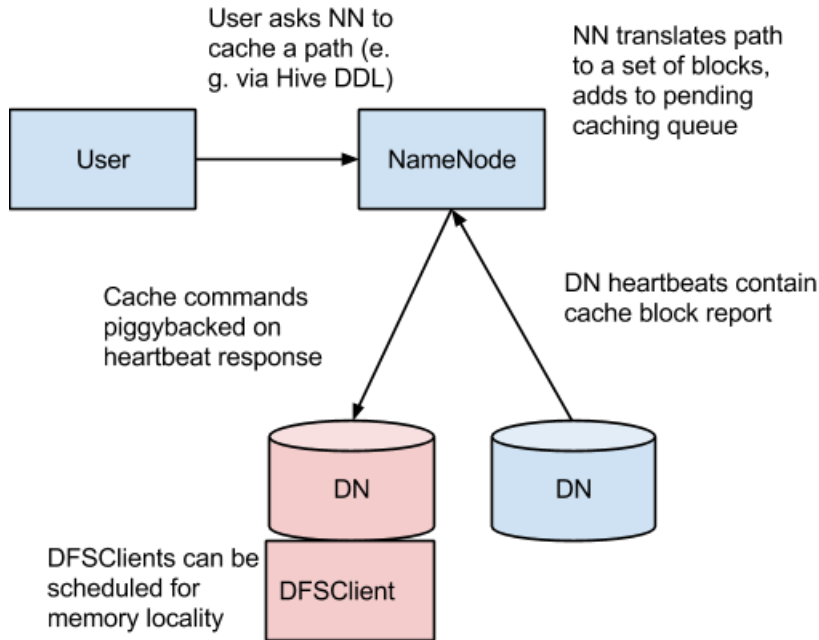 User asks NN to
cache a path (e.
g. via Hive DDL)
NN translates path
to a set of blocks,
adds to pending
caching queue
User
NameNode
Cache commands
piggybacked on
heartbeat response
DN heartbeats contain
cache block report
DN
DN
DFSClients can be
scheduled for
memory locality
DFSClient